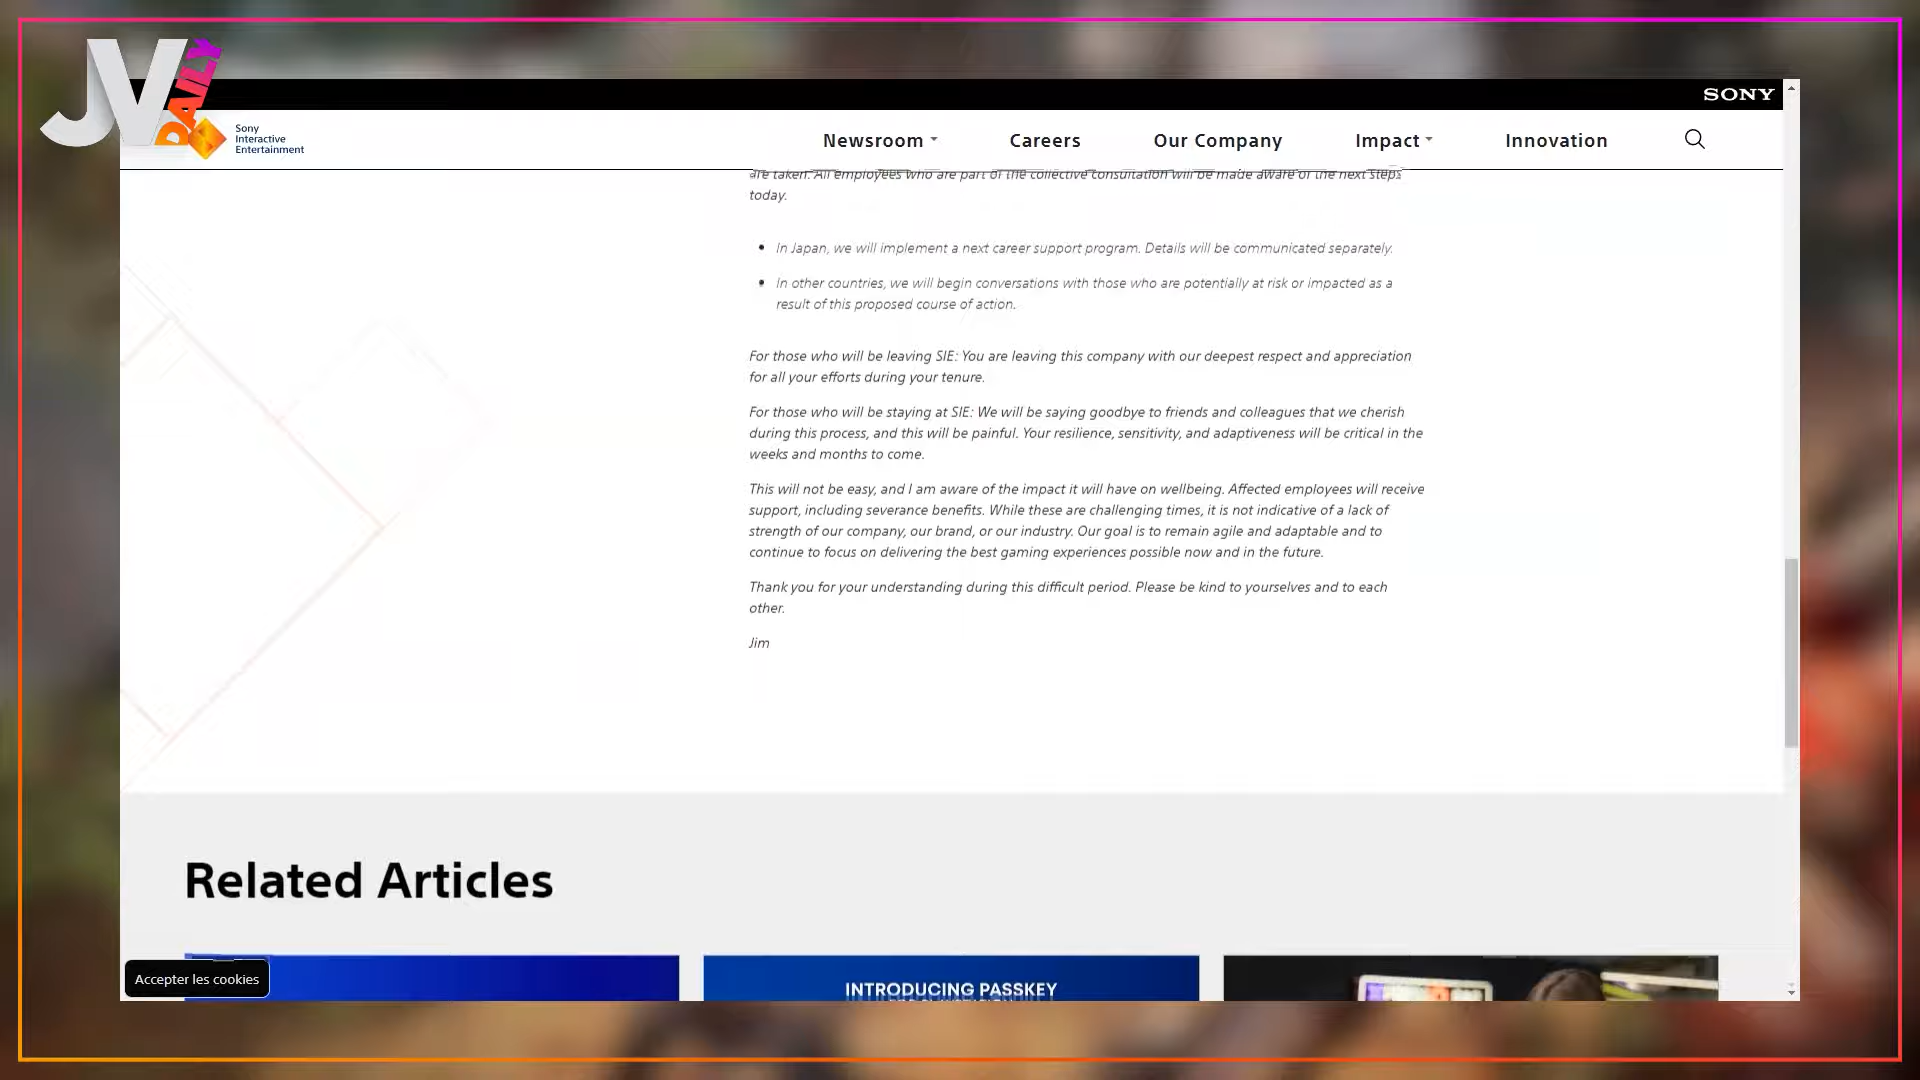 JV
DAILY
SONY
Sony
Interactive
Entertainment
Newsroom
Careers
Our Company
Impact
Innovation
are taken. All employees who are part of the collective consultation will be made aware of the next steps
today.
• In Japan, we will implement a next career support program. Details will be communicated separately.
• In other countries, we will begin conversations with those who are potentially at risk or impacted as a
result of this proposed course of action.
For those who will be leaving SIE: You are leaving this company with our deepest respect and appreciation
for all your efforts during your tenure.
For those who will be staying at SIE: We will be saying goodbye to friends and colleagues that we cherish
during this process, and this will be painful. Your resilience, sensitivity, and adaptiveness will be critical in the
weeks and months to come.
This will not be easy, and I am aware of the impact it will have on wellbeing. Affected employees will receive
support, including severance benefits. While these are challenging times, it is not indicative of a lack of
strength of our company, our brand, or our industry. Our goal is to remain agile and adaptable and to
continue to focus on delivering the best gaming experiences possible now and in the future.
Thank you for your understanding during this difficult period. Please be kind to yourselves and to each
other.
Jim
Related Articles
Accepter les cookies
INTRODUCING PASSKEY